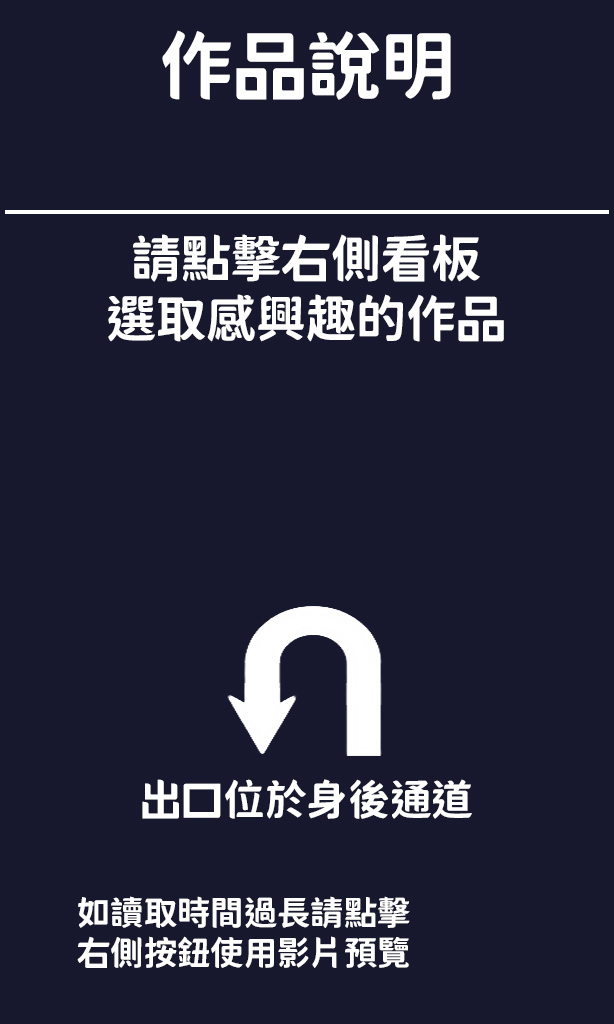 作品說明
請點擊右側看板
選取感興趣的作品
出口位於身後通道
如讀取時間過長請點擊
右側按鈕使用影片預覽